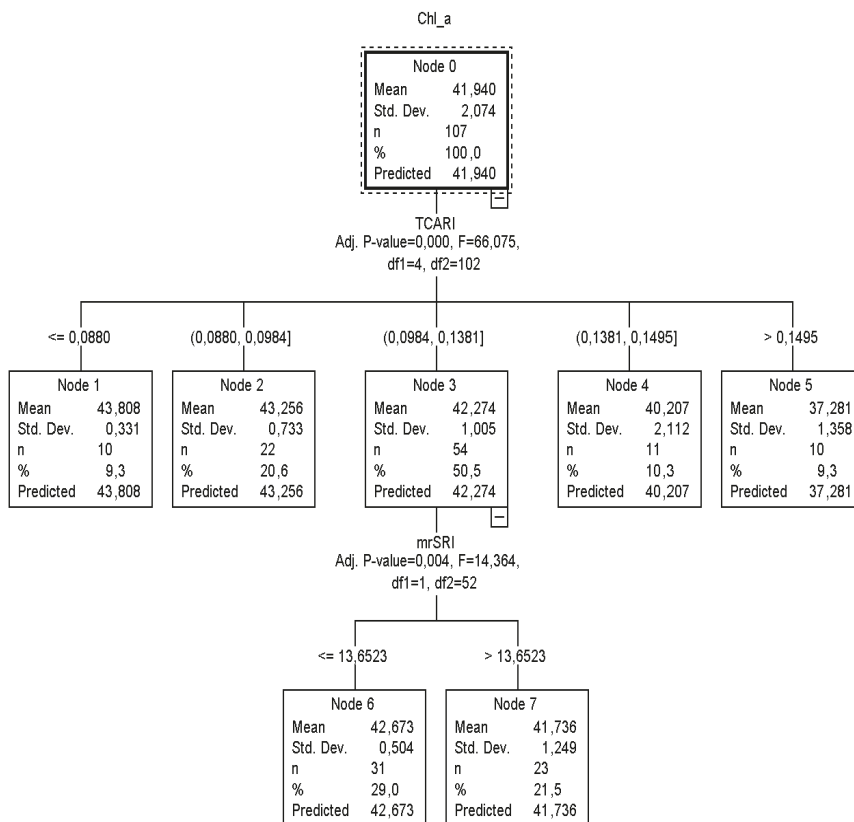 Chl_a
Node 0
Mean 41,940
Std. Dev. 2,074
n 107
% 100,0
Predicted 41,940
TCARI
Adj. P-value=0,000, F=66,075,
df1=4, df2=102
<= 0,0880
(0,0880, 0,0984]
(0,0984, 0,1381]
(0,1381, 0,1495]
> 0,1495
Node 1
Mean 43,808
Std. Dev. 0,331
n 10
% 9,3
Predicted 43,808
Node 2
Mean 43,256
Std. Dev. 0,733
n 22
% 20,6
Predicted 43,256
Node 3
Mean 42,274
Std. Dev. 1,005
n 54
% 50,5
Predicted 42,274
Node 4
Mean 40,207
Std. Dev. 2,112
n 11
% 10,3
Predicted 40,207
Node 5
Mean 37,281
Std. Dev. 1,358
n 10
% 9,3
Predicted 37,281
mrSRI
Adj. P-value=0,004, F=14,364,
df1=1, df2=52
<= 13,6523
> 13,6523
Node 6
Mean 42,673
Std. Dev. 0,504
n 31
% 29,0
Predicted 42,673
Node 7
Mean 41,736
Std. Dev. 1,249
n 23
% 21,5
Predicted 41,736